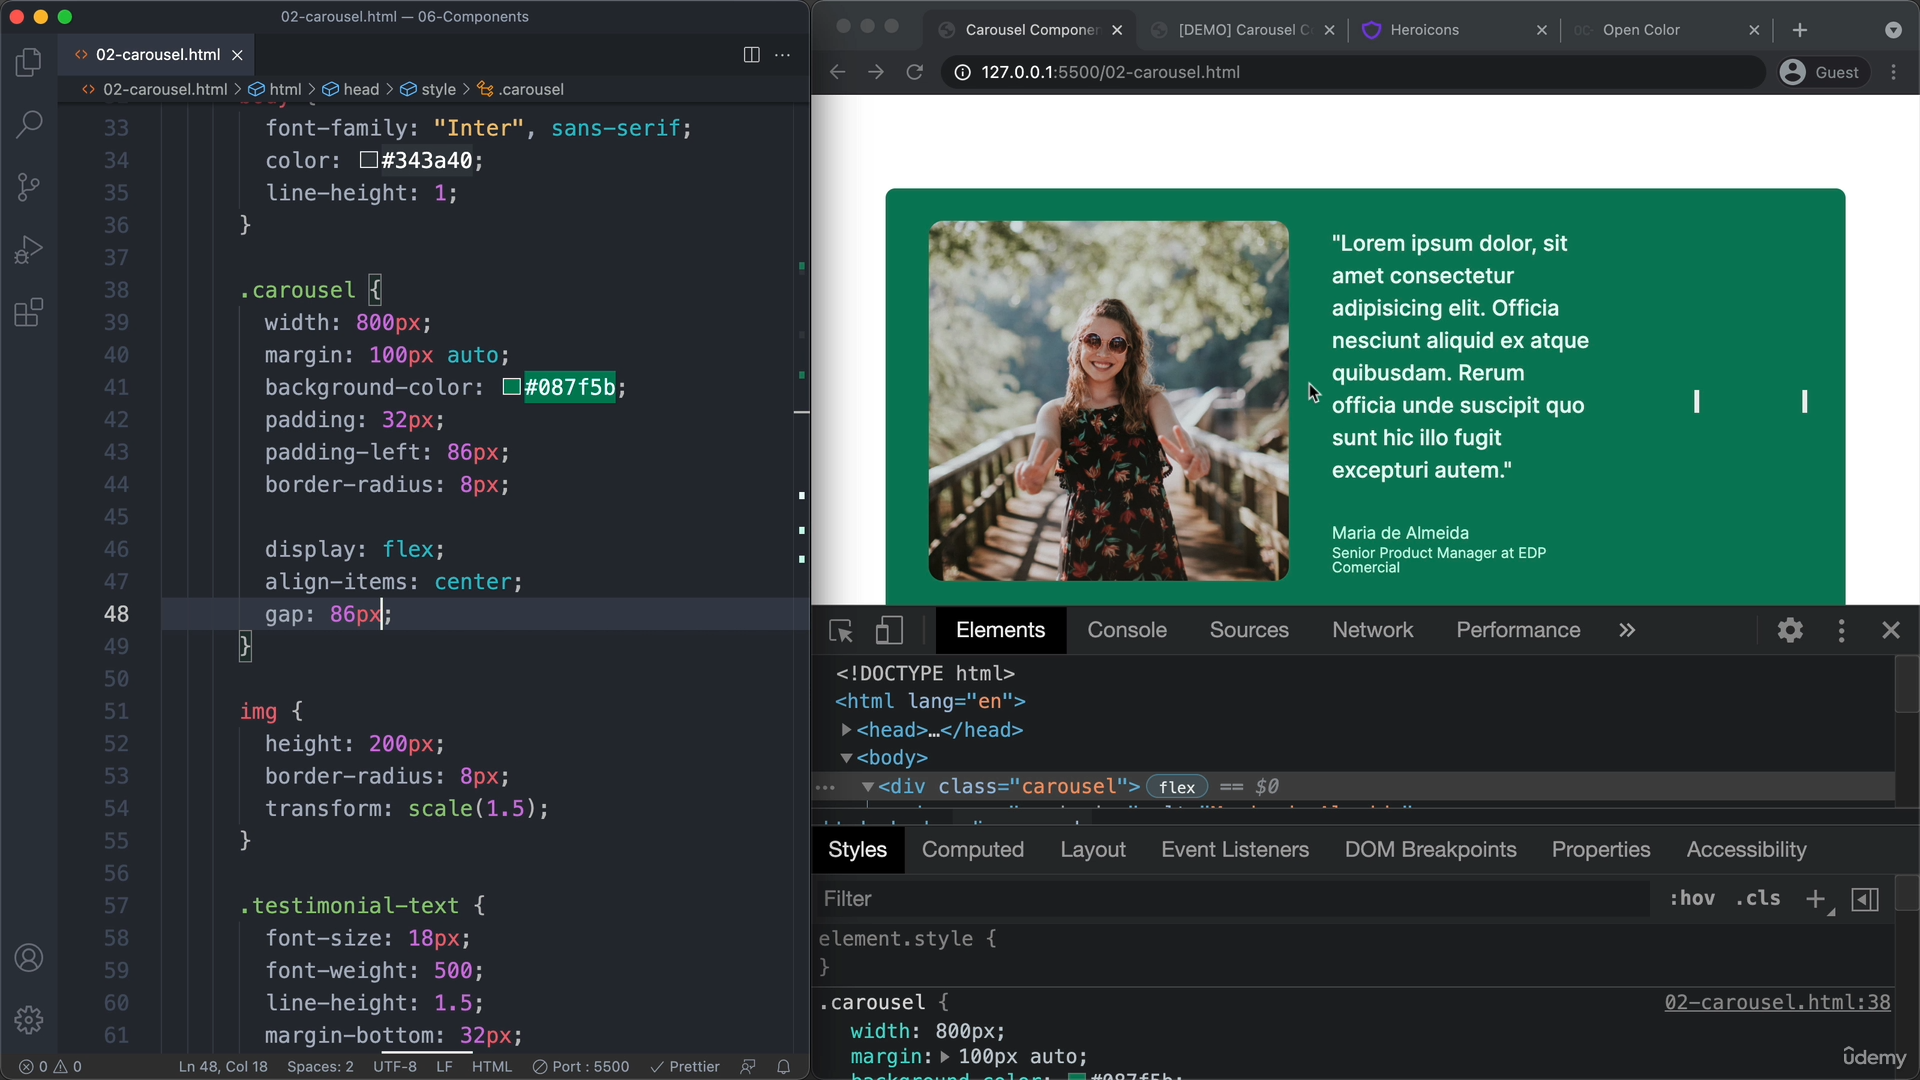 02-carousel.html — 06-Components
02-carousel.html
02-carousel.html > html > head > style > .carousel
33 font-family: "Inter", sans-serif;
34 color: #343a40;
35 line-height: 1;
36 }
37
38 .carousel {
39 width: 800px;
40 margin: 100px auto;
41 background-color: #087f5b;
42 padding: 32px;
43 padding-left: 86px;
44 border-radius: 8px;
45
46 display: flex;
47 align-items: center;
48 gap: 86px;
49 }
50
51 img {
52 height: 200px;
53 border-radius: 8px;
54 transform: scale(1.5);
55 }
56
57 .testimonial-text {
58 font-size: 18px;
59 font-weight: 500;
60 line-height: 1.5;
61 margin-bottom: 32px;
0 0 Ln 48, Col 18 Spaces: 2 UTF-8 LF HTML Port : 5500 Prettier
Carousel Componen [DEMO] Carousel C Heroicons OC Open Color
127.0.0.1:5500/02-carousel.html Guest
"Lorem ipsum dolor, sit
amet consectetur
adipisicing elit. Officia
nesciunt aliquid ex atque
quibusdam. Rerum
officia unde suscipit quo
sunt hic illo fugit
excepturi autem."
Maria de Almeida
Senior Product Manager at EDP
Comercial
Elements Console Sources Network Performance »
<!DOCTYPE html>
<html lang="en">
<head>…</head>
<body>
<div class="carousel"> flex == $0
Styles Computed Layout Event Listeners DOM Breakpoints Properties Accessibility
Filter :hov .cls
element.style {
}
.carousel { 02-carousel.html:38
width: 800px;
margin: 100px auto;
background-color: #087f5b;
ûdemy